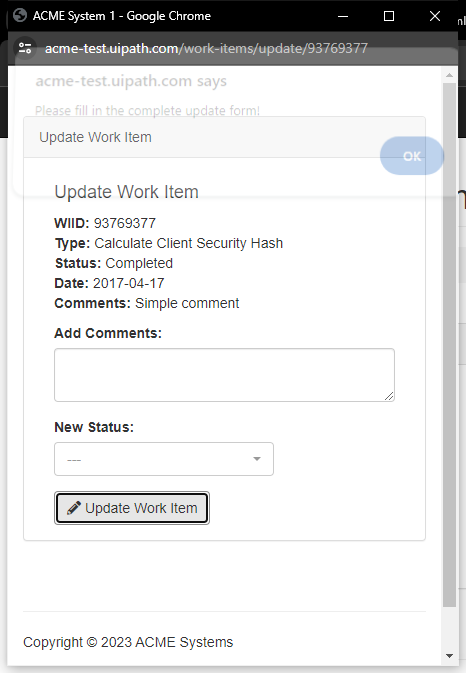 ACME System 1 - Google Chrome
acme-test.uipath.com/work-items/update/93769377
acme-test.uipath.com says
Please fill in the complete update form!
OK
Update Work Item
Update Work Item
WIID: 93769377
Type: Calculate Client Security Hash
Status: Completed
Date: 2017-04-17
Comments: Simple comment
Add Comments:
New Status:
---
Update Work Item
Copyright © 2023 ACME Systems